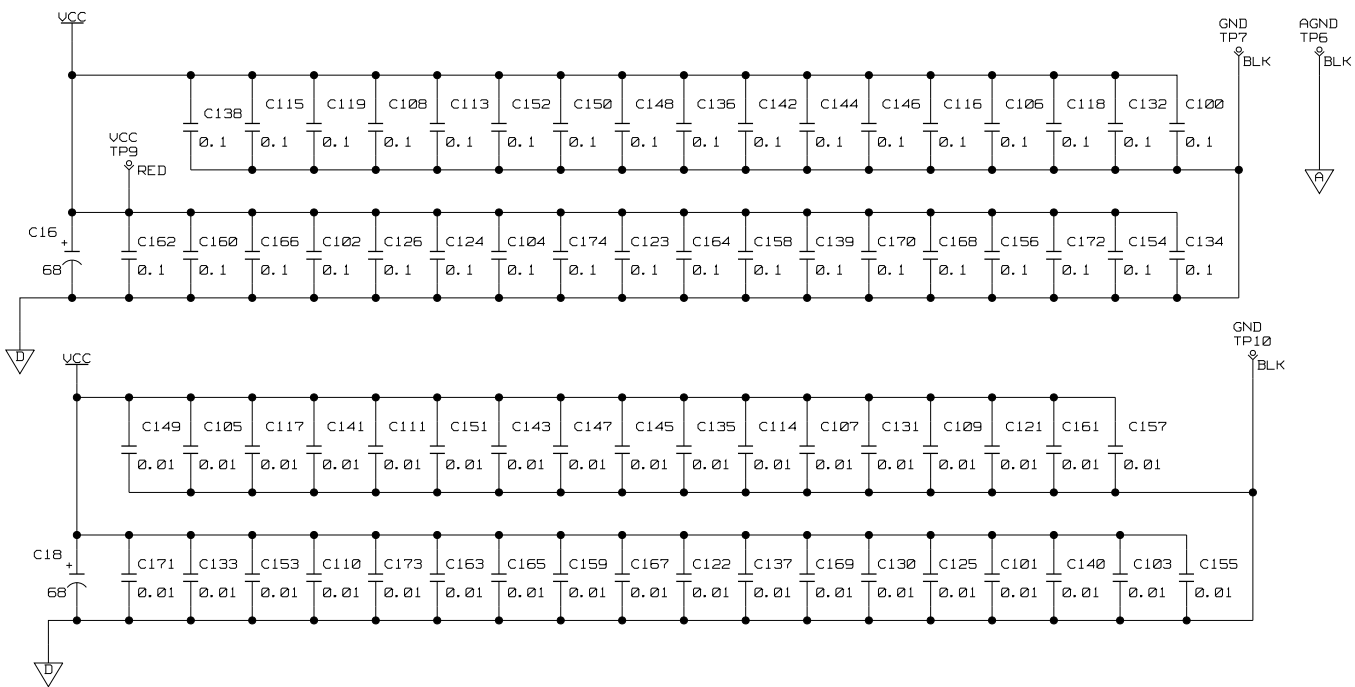 VCC
GND
TP7
BLK
AGND
TP6
BLK
C138 C115 C119 C108 C113 C152 C150 C148 C136 C142 C144 C146 C116 C106 C118 C132 C100
0.1 0.1 0.1 0.1 0.1 0.1 0.1 0.1 0.1 0.1 0.1 0.1 0.1 0.1 0.1 0.1 0.1
VCC
TP9
RED
A
C16 + C162 C160 C166 C102 C126 C124 C104 C174 C123 C164 C158 C139 C170 C168 C156 C172 C154 C134
68 0.1 0.1 0.1 0.1 0.1 0.1 0.1 0.1 0.1 0.1 0.1 0.1 0.1 0.1 0.1 0.1 0.1 0.1
D
VCC
GND
TP10
BLK
C149 C105 C117 C141 C111 C151 C143 C147 C145 C135 C114 C107 C131 C109 C121 C161 C157
0.01 0.01 0.01 0.01 0.01 0.01 0.01 0.01 0.01 0.01 0.01 0.01 0.01 0.01 0.01 0.01 0.01
C18 + C171 C133 C153 C110 C173 C163 C165 C159 C167 C122 C137 C169 C130 C125 C101 C140 C103 C155
68 0.01 0.01 0.01 0.01 0.01 0.01 0.01 0.01 0.01 0.01 0.01 0.01 0.01 0.01 0.01 0.01 0.01 0.01
D